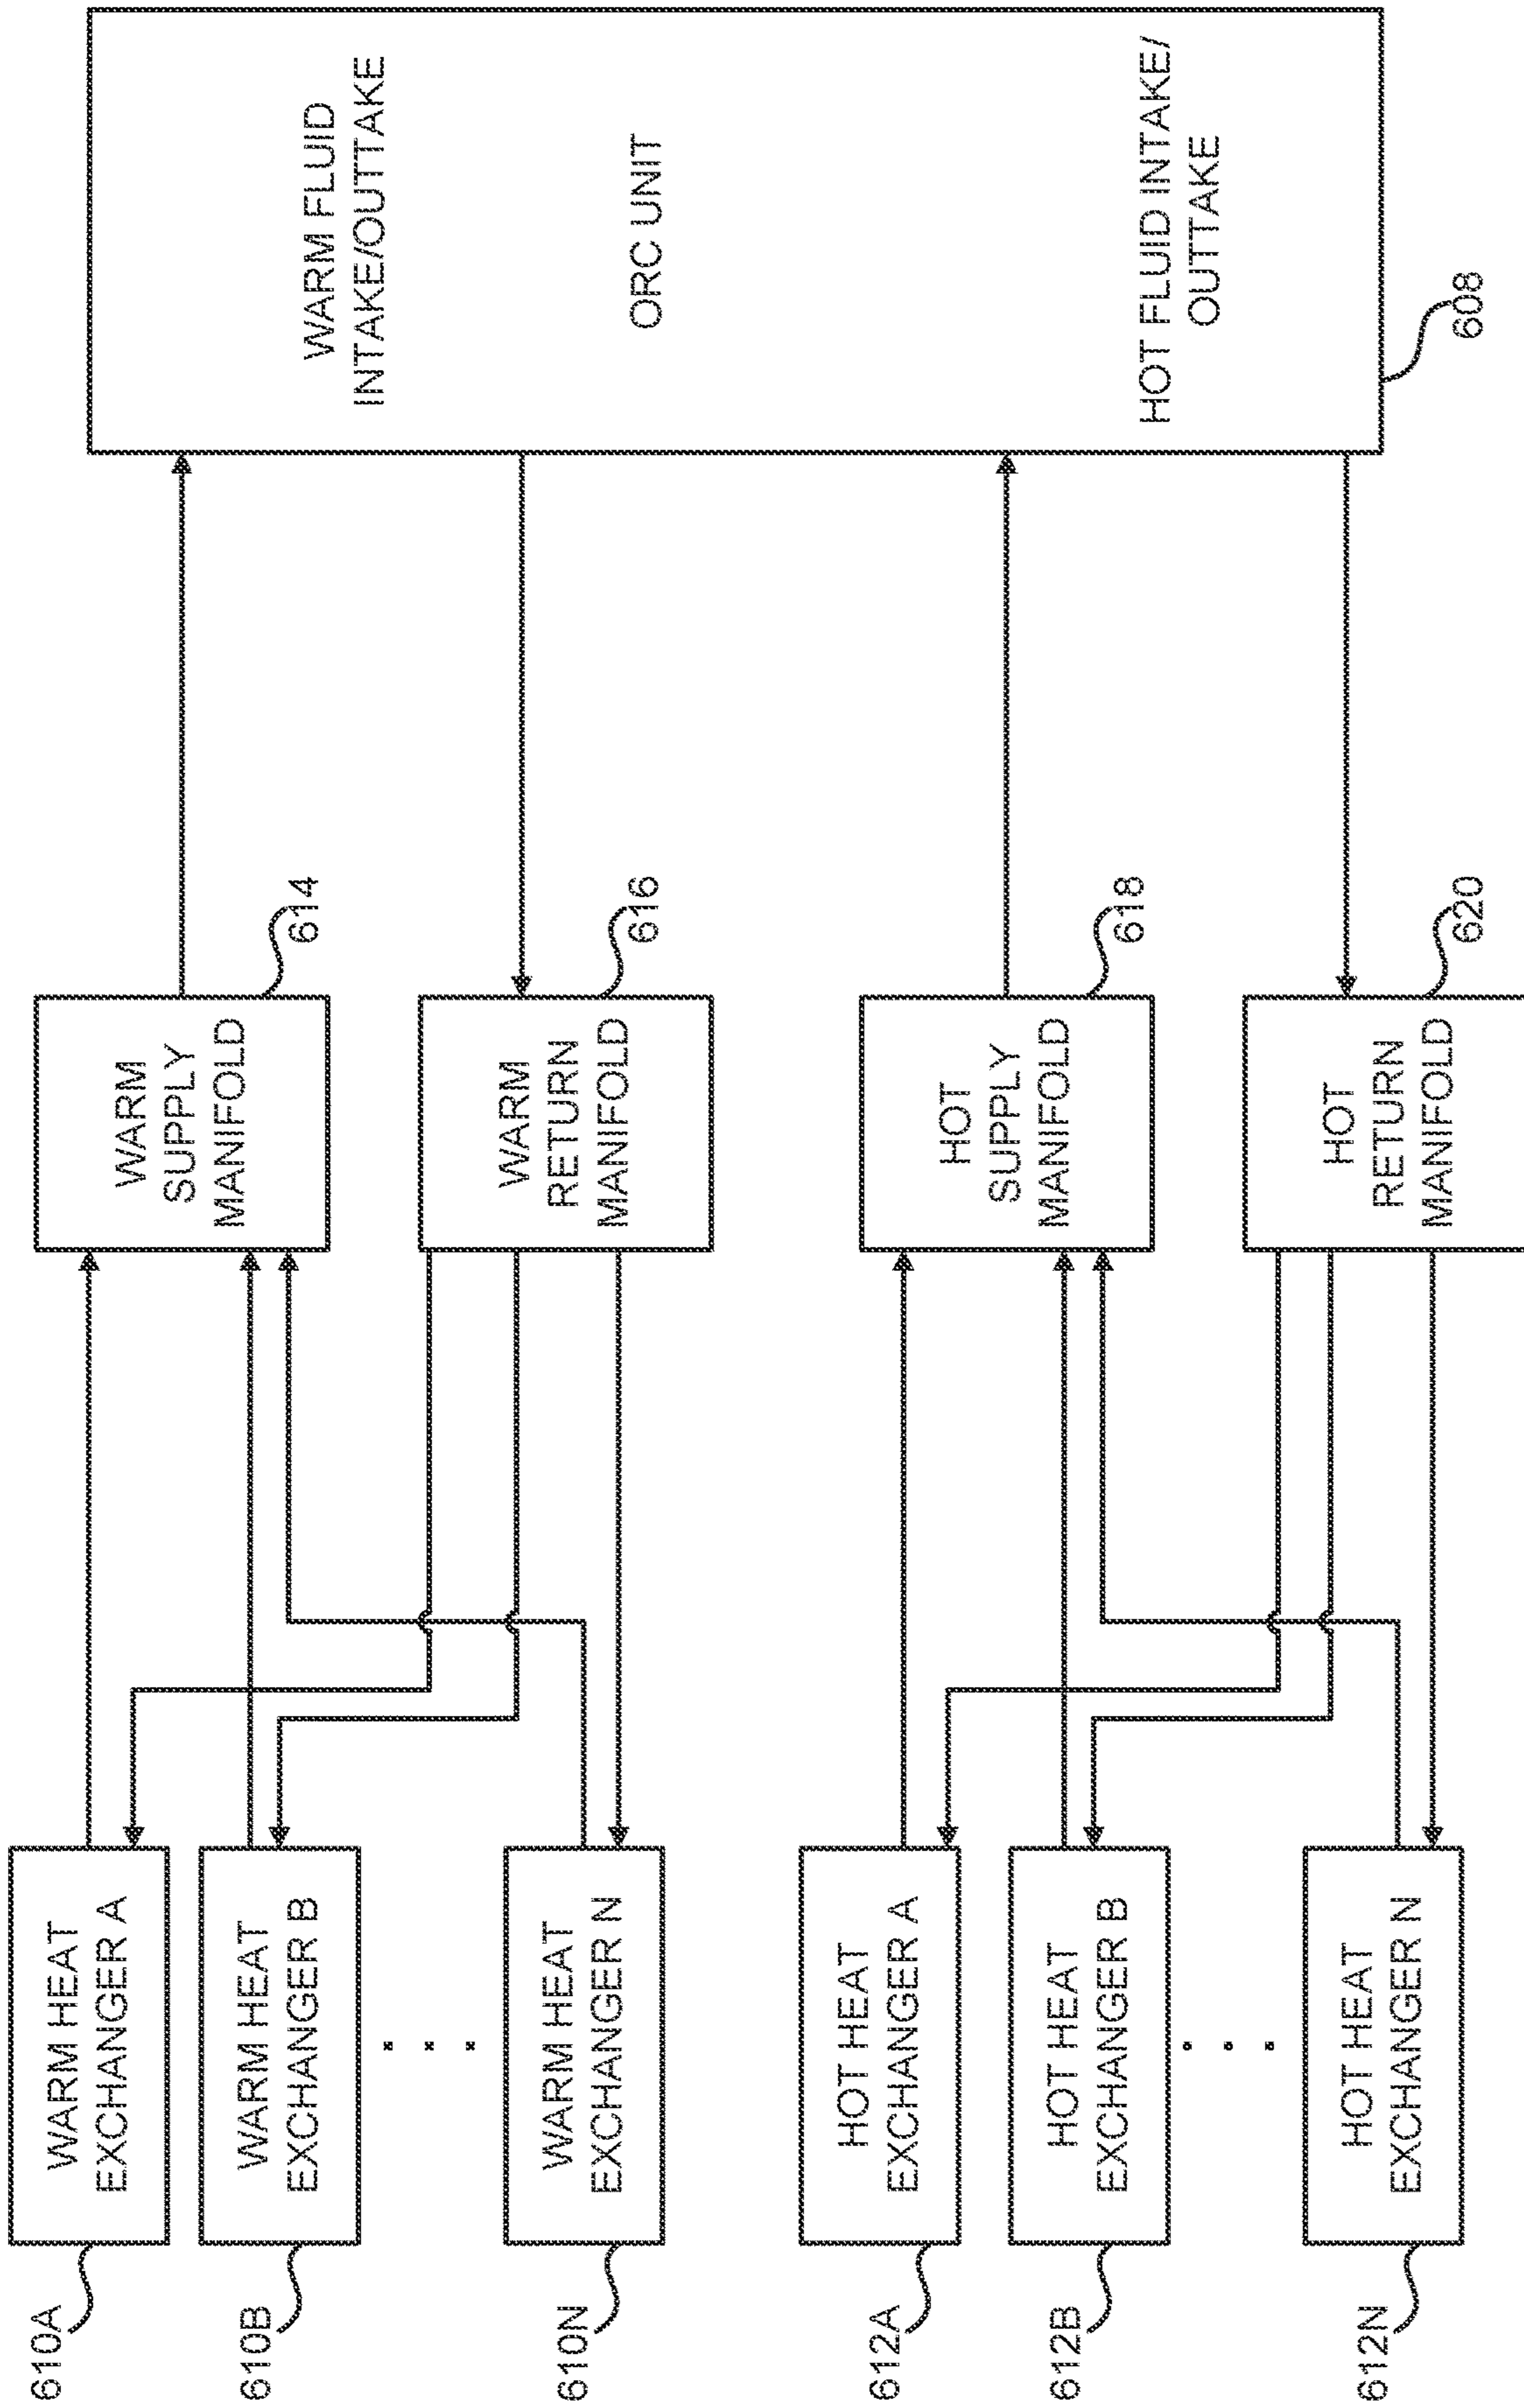 610A
WARM HEAT
EXCHANGER A
610B
WARM HEAT
EXCHANGER B
610N
WARM HEAT
EXCHANGER N
612A
HOT HEAT
EXCHANGER A
612B
HOT HEAT
EXCHANGER B
612N
HOT HEAT
EXCHANGER N
WARM
SUPPLY
MANIFOLD
614
WARM
RETURN
MANIFOLD
616
HOT
SUPPLY
MANIFOLD
618
HOT
RETURN
MANIFOLD
620
WARM FLUID
INTAKE/OUTTAKE
ORC UNIT
HOT FLUID INTAKE/
OUTTAKE
608